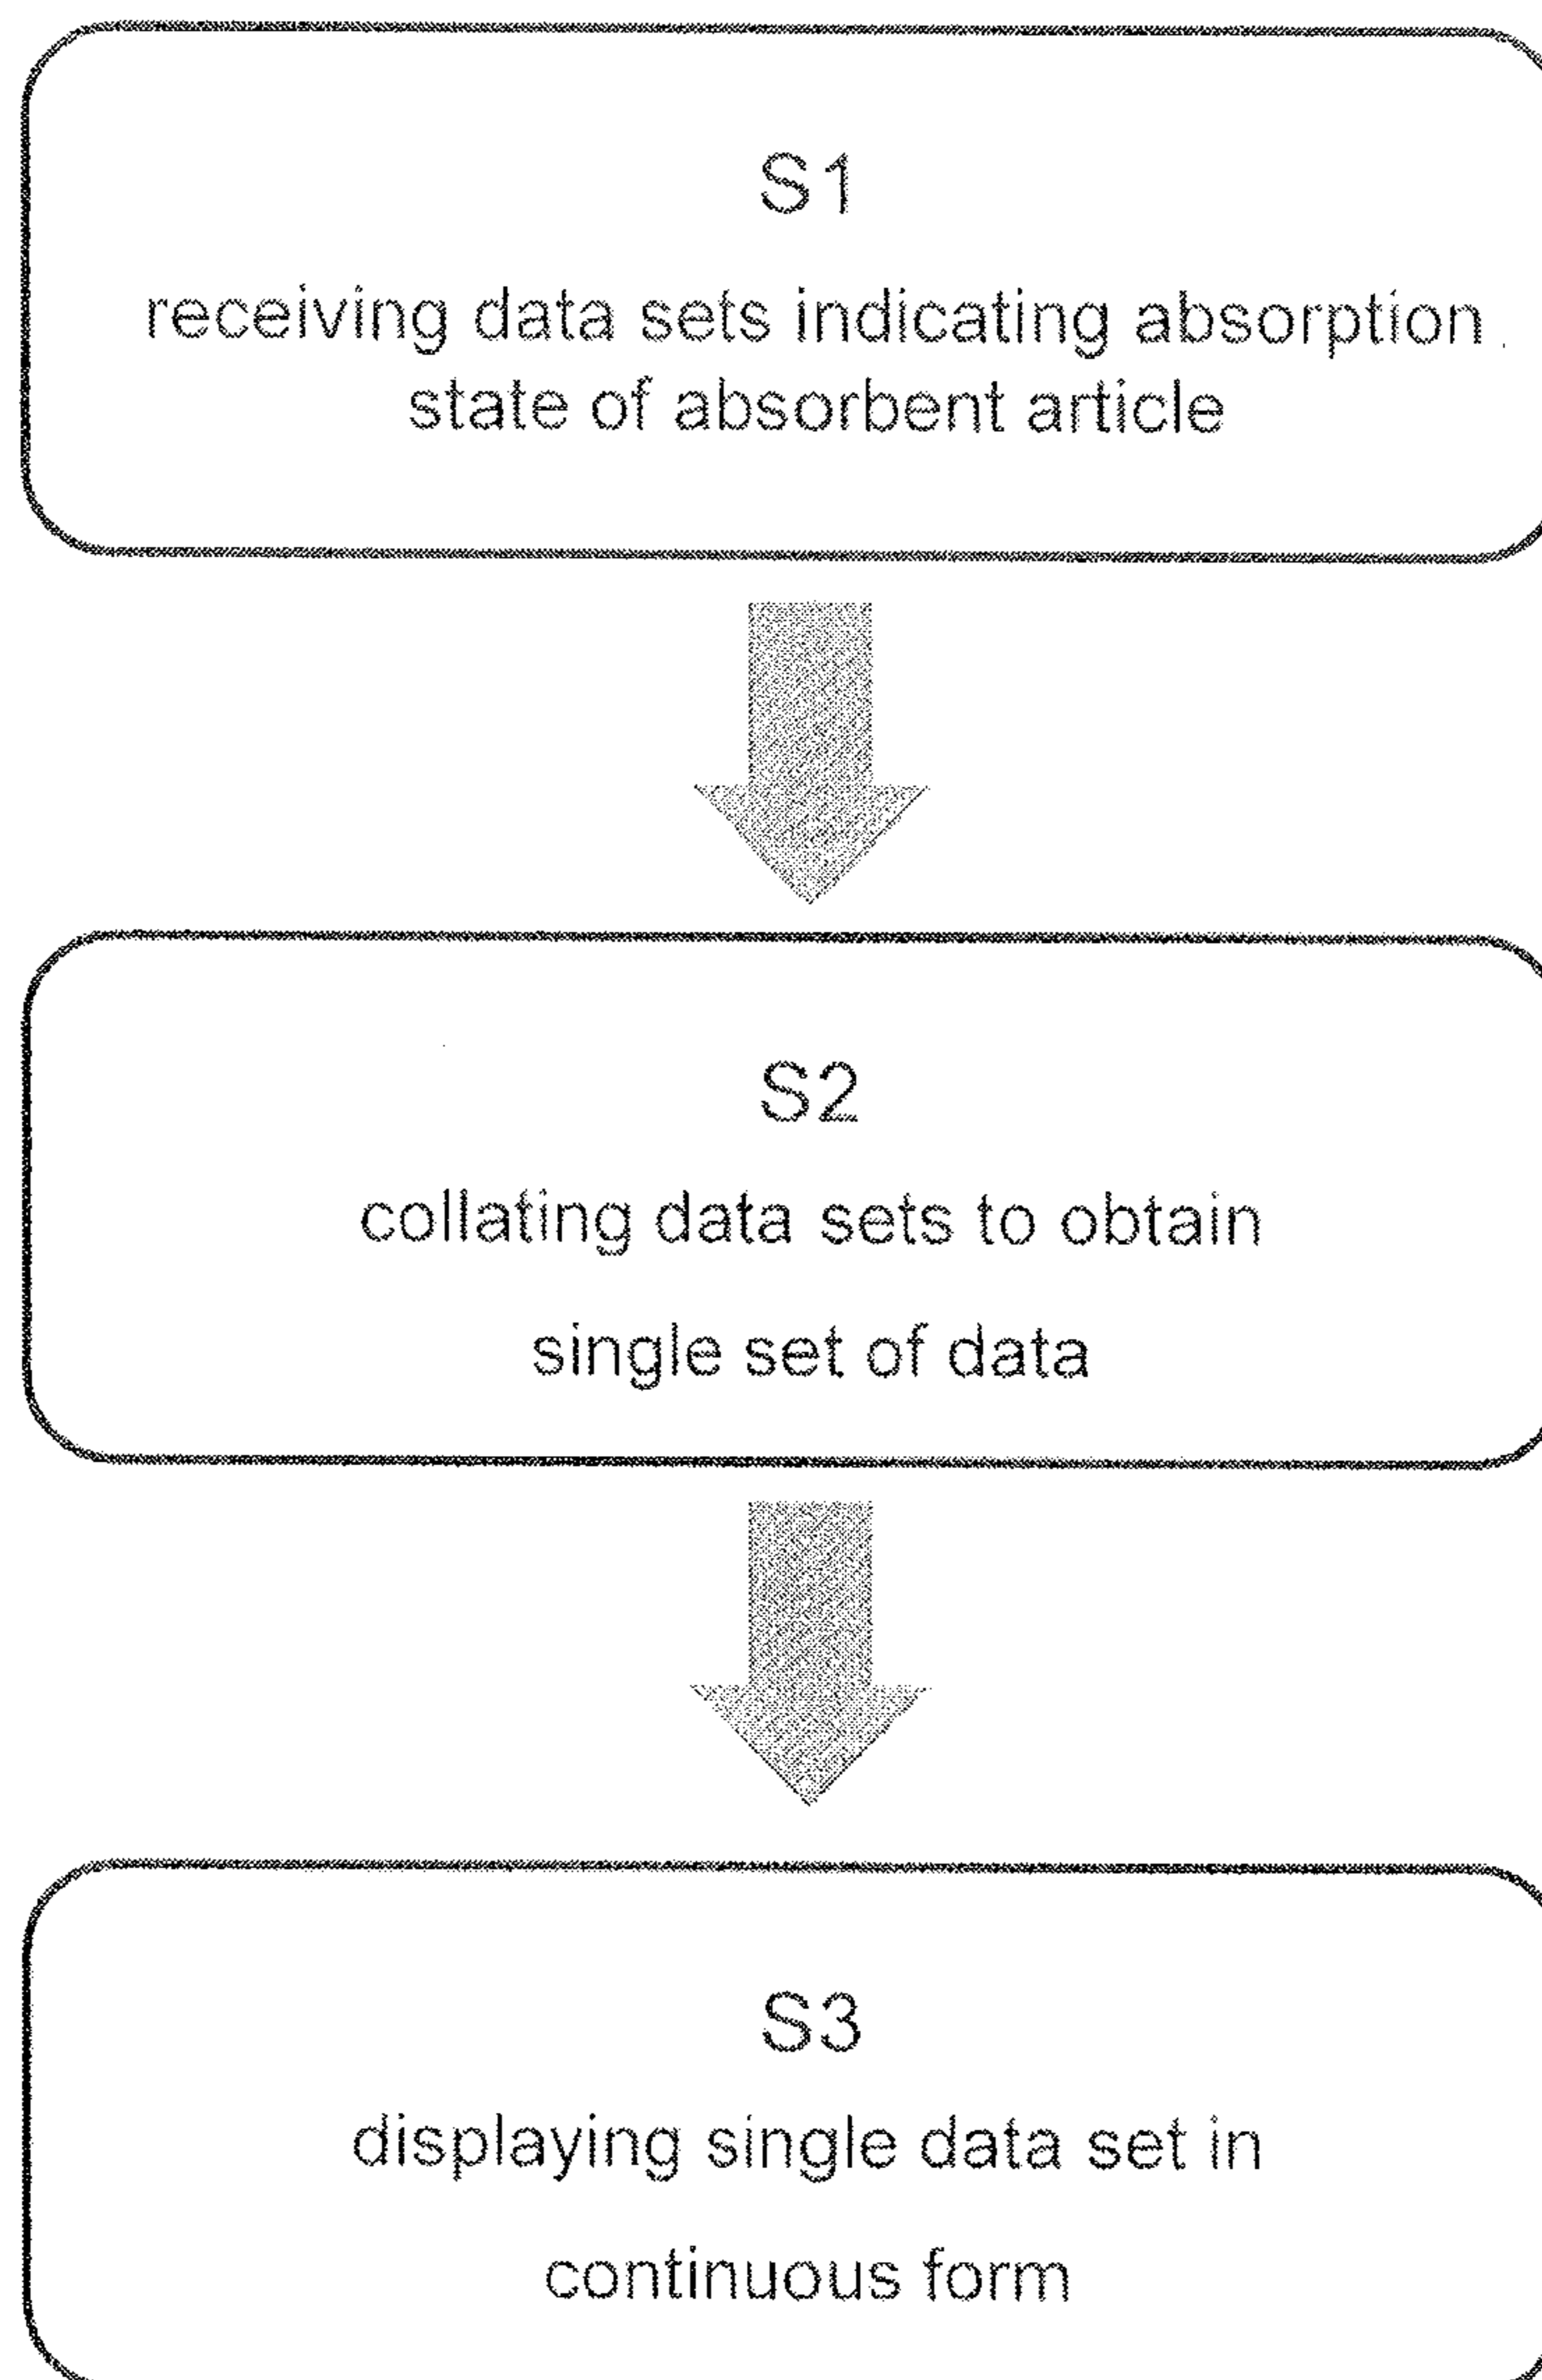 S1
receiving data sets indicating absorption
state of absorbent article
S2
collating data sets to obtain
single set of data
S3
displaying single data set in
continuous form